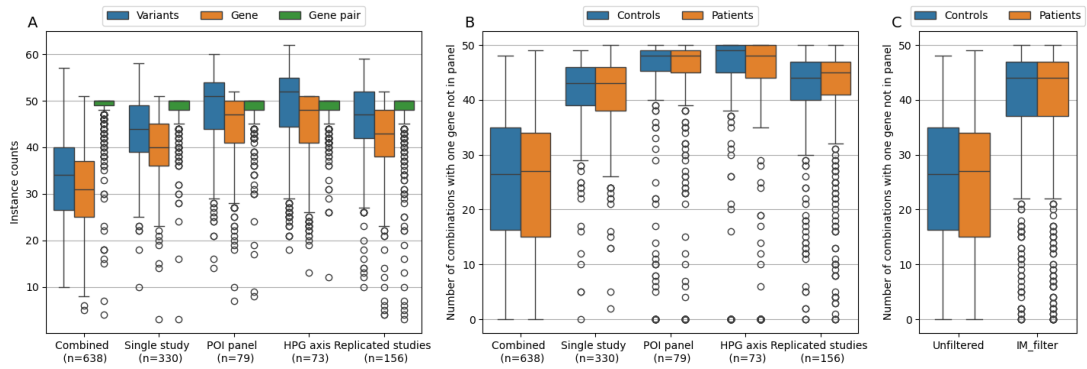 A
Variants Gene Gene pair
Instance counts
60
50
40
30
20
10
Combined
(n=638)
Single study
(n=330)
POI panel
(n=79)
HPG axis
(n=73)
Replicated studies
(n=156)
B
Controls Patients
Number of combinations with one gene not in panel
50
40
30
20
10
0
Combined
(n=638)
Single study
(n=330)
POI panel
(n=79)
HPG axis
(n=73)
Replicated studies
(n=156)
C
Controls Patients
Number of combinations with one gene not in panel
50
40
30
20
10
0
Unfiltered
IM_filter